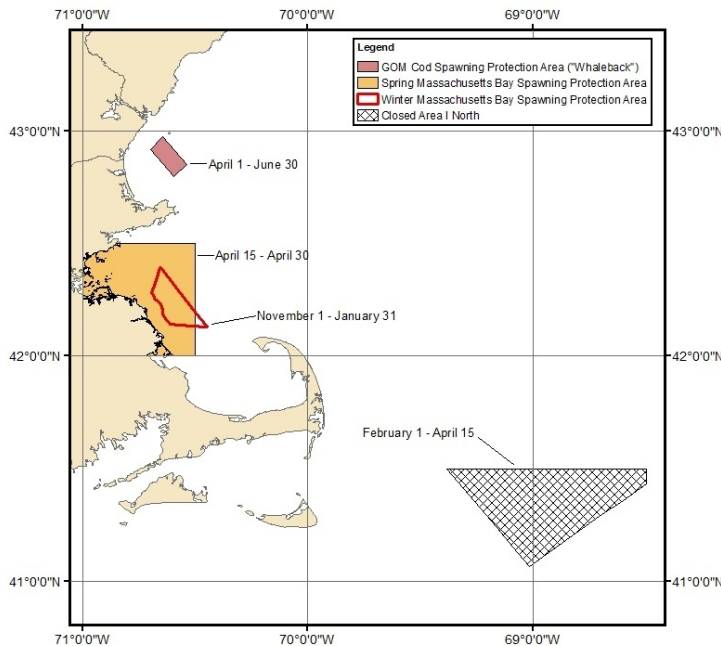 71°0'0"W 70°0'0"W 69°0'0"W
Legend
GOM Cod Spawning Protection Area ("Whaleback")
Spring Massachusetts Bay Spawning Protection Area
Winter Massachusetts Bay Spawning Protection Area
Closed Area I North
43°0'0"N 43°0'0"N
April 1 - June 30
April 15 - April 30
November 1 - January 31
42°0'0"N 42°0'0"N
February 1 - April 15
41°0'0"N 41°0'0"N
71°0'0"W 70°0'0"W 69°0'0"W